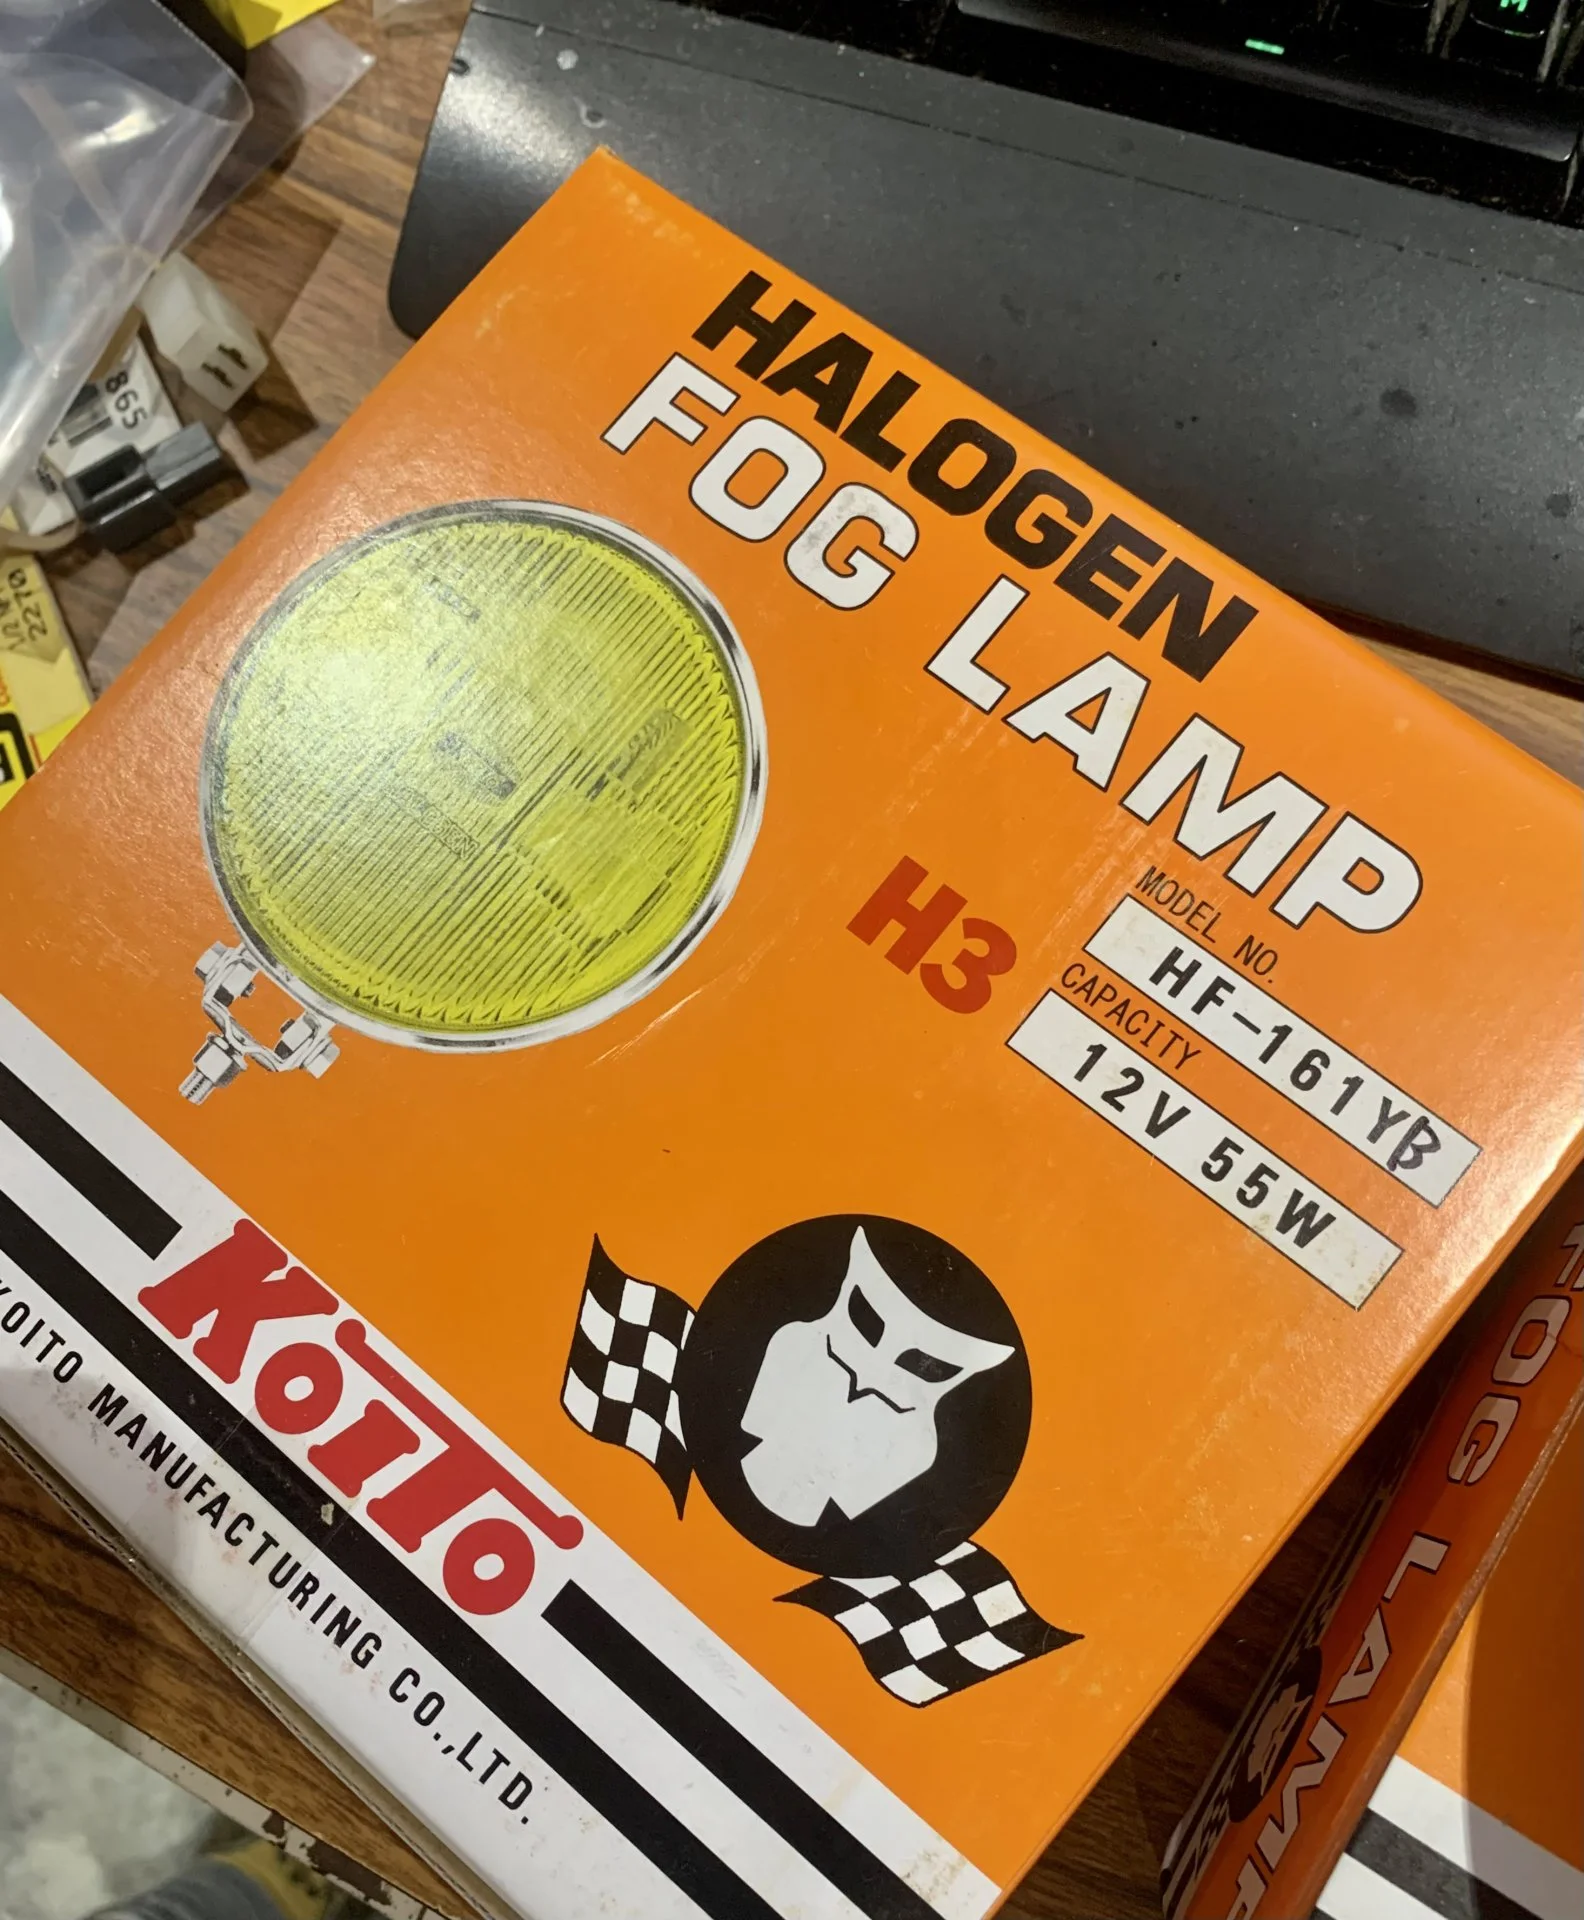 HALOGEN
FOG LAMP
H3
MODEL NO.
HF-161YB
CAPACITY
12V 55W
KOITO
KOITO MANUFACTURING CO.,LTD.
865
2270
FOG LAMP
M